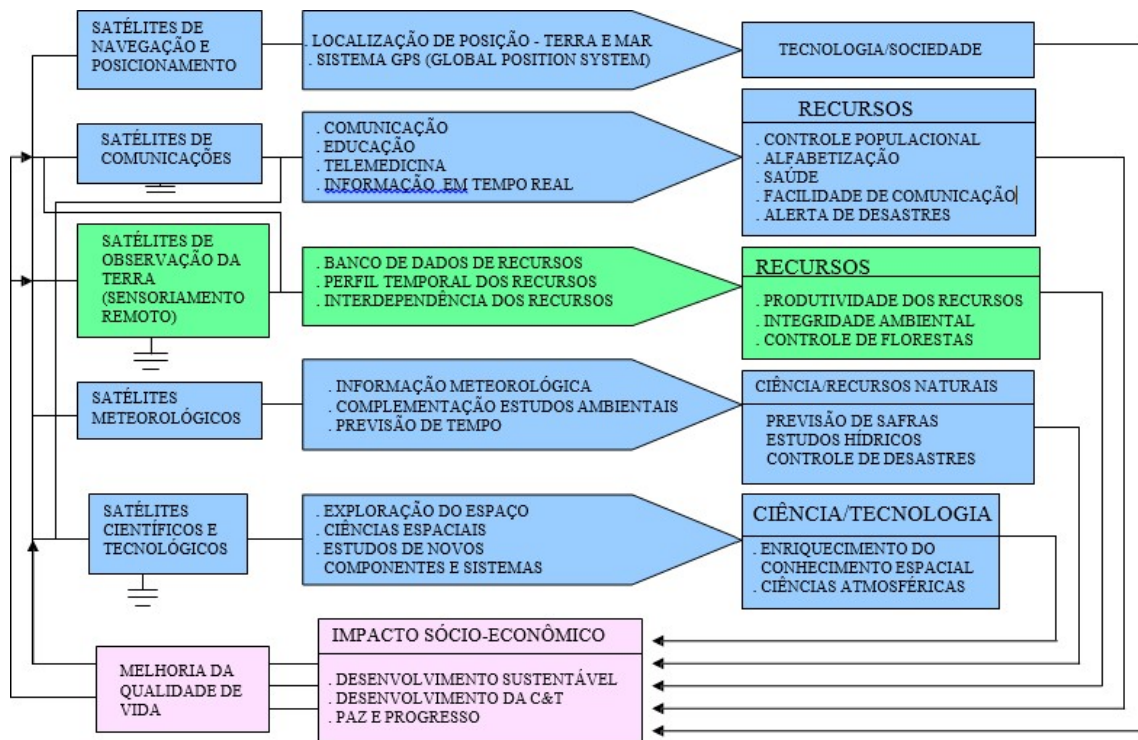 SATÉLITES DE
NAVEGAÇÃO E
POSICIONAMENTO
. LOCALIZAÇÃO DE POSIÇÃO - TERRA E MAR
. SISTEMA GPS (GLOBAL POSITION SYSTEM)
TECNOLOGIA/SOCIEDADE
SATÉLITES DE
COMUNICAÇÕES
. COMUNICAÇÃO
. EDUCAÇÃO
. TELEMEDICINA
. INFORMAÇÃO EM TEMPO REAL
RECURSOS
. CONTROLE POPULACIONAL
. ALFABETIZAÇÃO
. SAÚDE
. FACILIDADE DE COMUNICAÇÃO
. ALERTA DE DESASTRES
SATÉLITES DE
OBSERVAÇÃO DA
TERRA
(SENSORIAMENTO
REMOTO)
. BANCO DE DADOS DE RECURSOS
. PERFIL TEMPORAL DOS RECURSOS
. INTERDEPENDÊNCIA DOS RECURSOS
RECURSOS
. PRODUTIVIDADE DOS RECURSOS
. INTEGRIDADE AMBIENTAL
. CONTROLE DE FLORESTAS
SATÉLITES
METEOROLÓGICOS
. INFORMAÇÃO METEOROLÓGICA
. COMPLEMENTAÇÃO ESTUDOS AMBIENTAIS
. PREVISÃO DE TEMPO
CIÊNCIA/RECURSOS NATURAIS
PREVISÃO DE SAFRAS
ESTUDOS HÍDRICOS
CONTROLE DE DESASTRES
SATÉLITES
CIENTÍFICOS E
TECNOLÓGICOS
. EXPLORAÇÃO DO ESPAÇO
. CIÊNCIAS ESPACIAIS
. ESTUDOS DE NOVOS
COMPONENTES E SISTEMAS
CIÊNCIA/TECNOLOGIA
. ENRIQUECIMENTO DO
CONHECIMENTO ESPACIAL
. CIÊNCIAS ATMOSFÉRICAS
MELHORIA DA
QUALIDADE DE
VIDA
IMPACTO SÓCIO-ECONÔMICO
. DESENVOLVIMENTO SUSTENTÁVEL
. DESENVOLVIMENTO DA C&T
. PAZ E PROGRESSO